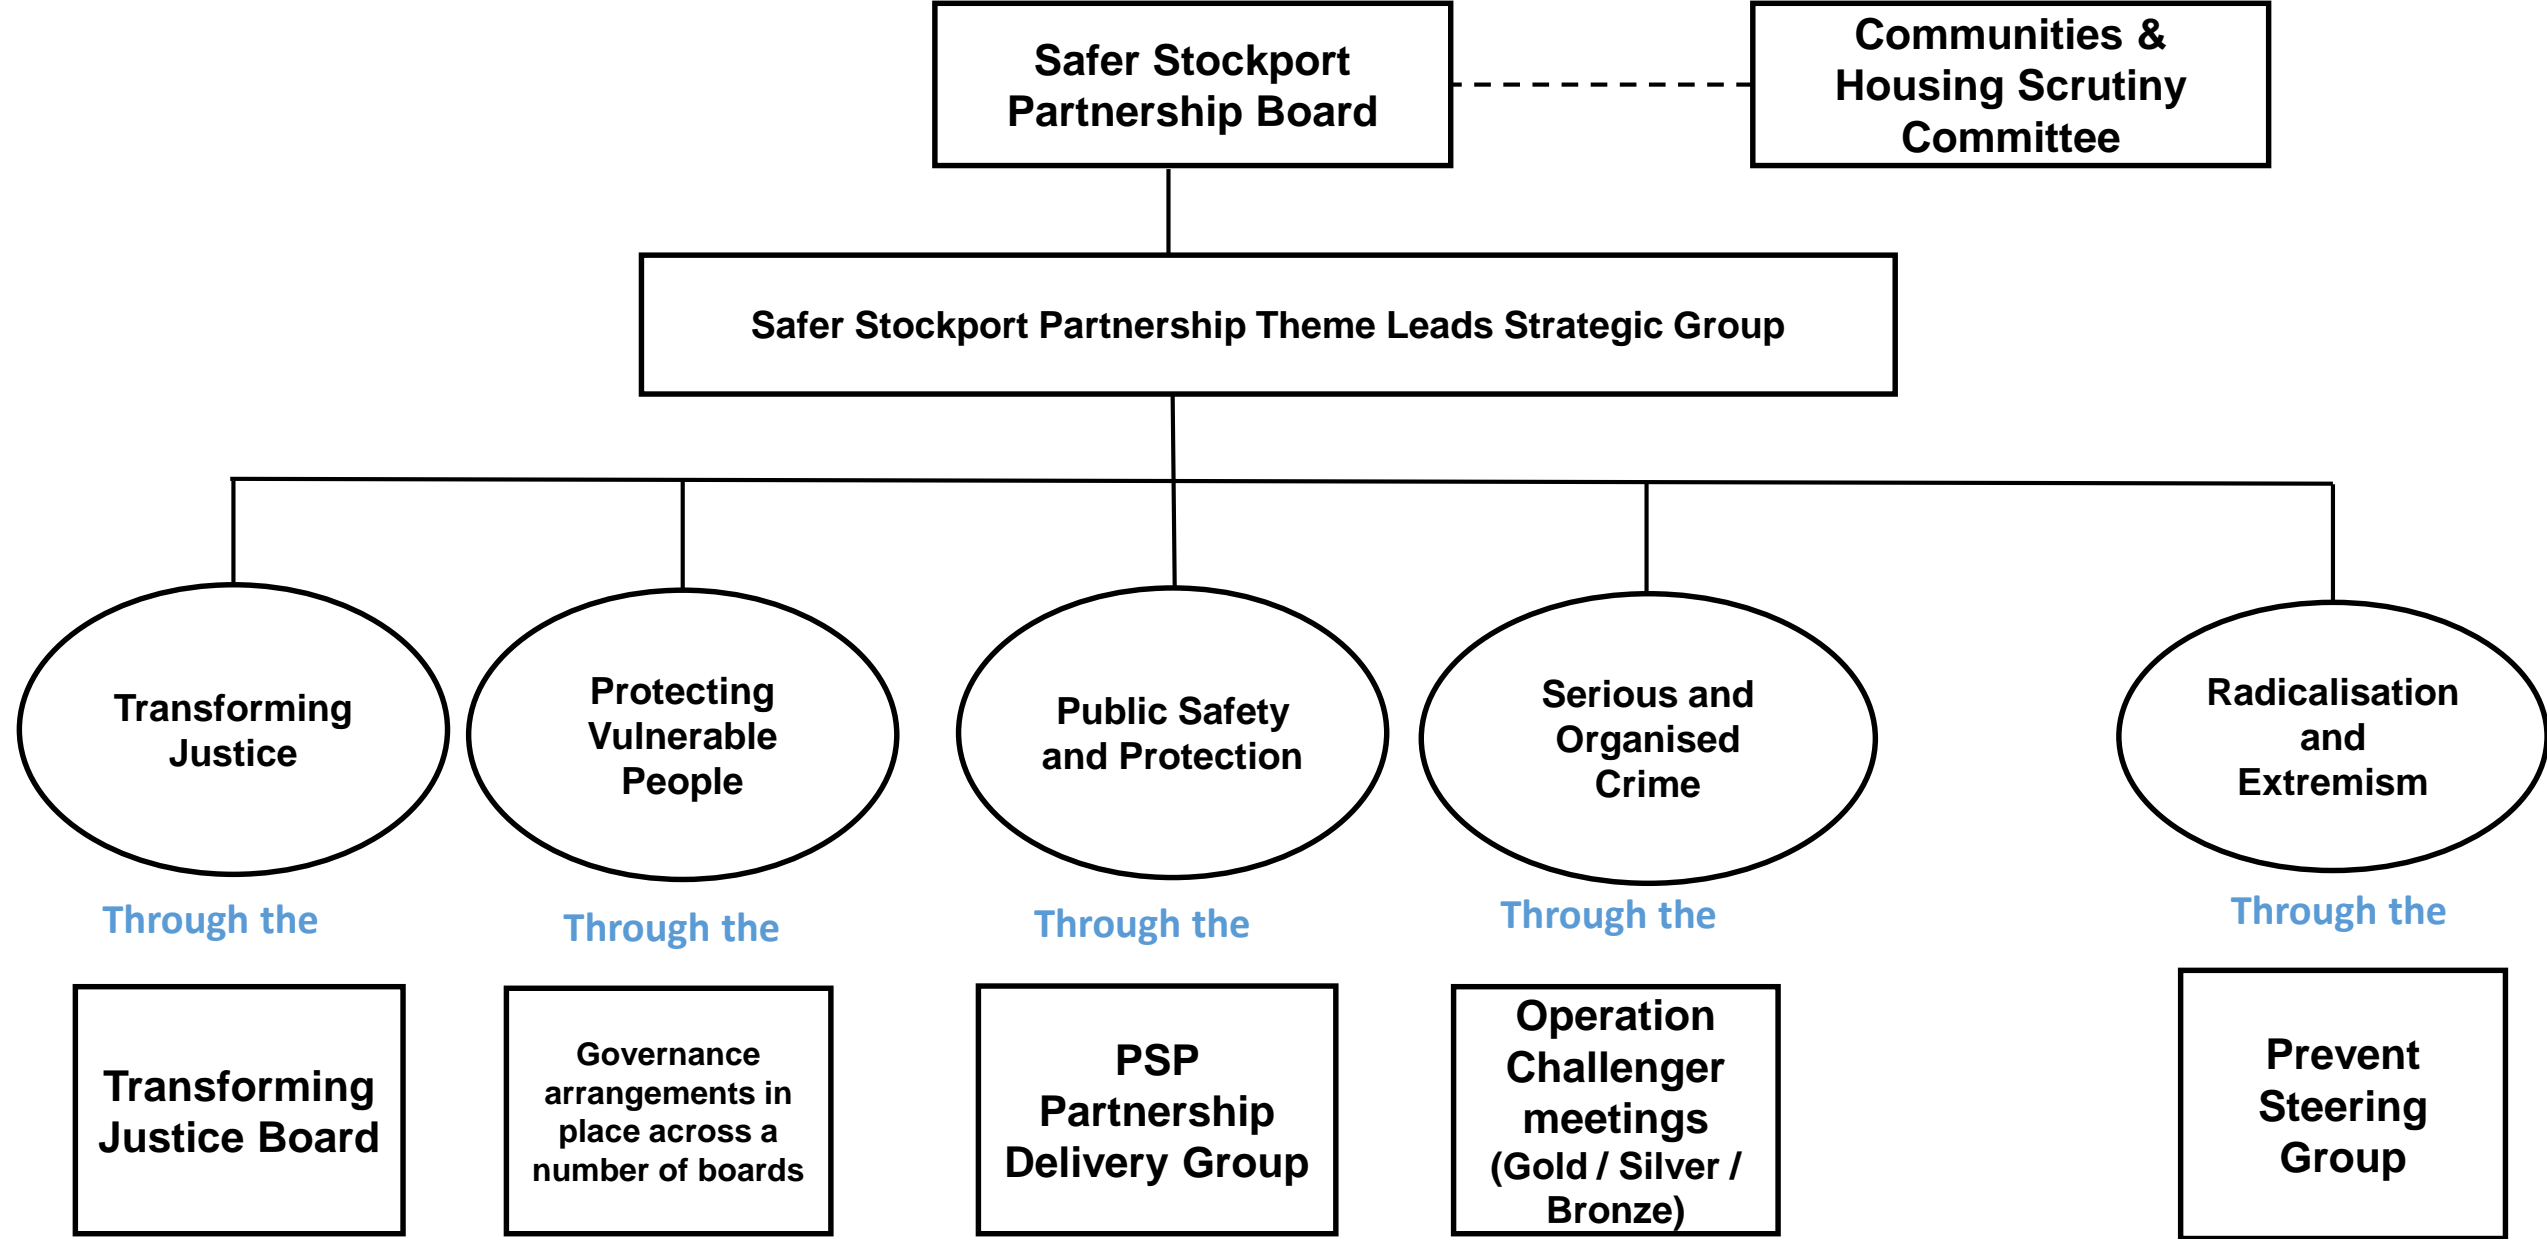 Safer Stockport
Partnership Board
Communities &
Housing Scrutiny
Committee
Safer Stockport Partnership Theme Leads Strategic Group
Transforming
Justice
Protecting
Vulnerable
People
Public Safety
and Protection
Serious and
Organised
Crime
Radicalisation
and
Extremism
Through the
Through the
Through the
Through the
Through the
Transforming
Justice Board
Governance
arrangements in
place across a
number of boards
PSP
Partnership
Delivery Group
Operation
Challenger
meetings
(Gold / Silver /
Bronze)
Prevent
Steering
Group